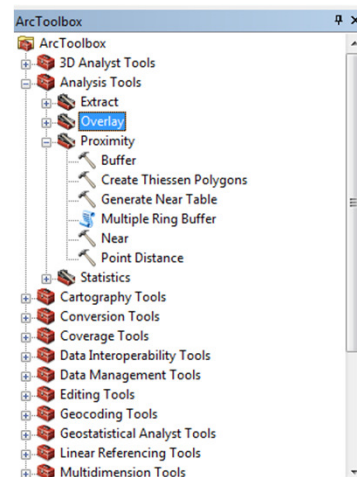 ArcToolbox
ArcToolbox
3D Analyst Tools
Analysis Tools
Extract
Overlay
Proximity
Buffer
Create Thiessen Polygons
Generate Near Table
Multiple Ring Buffer
Near
Point Distance
Statistics
Cartography Tools
Conversion Tools
Coverage Tools
Data Interoperability Tools
Data Management Tools
Editing Tools
Geocoding Tools
Geostatistical Analyst Tools
Linear Referencing Tools
Multidimension Tools